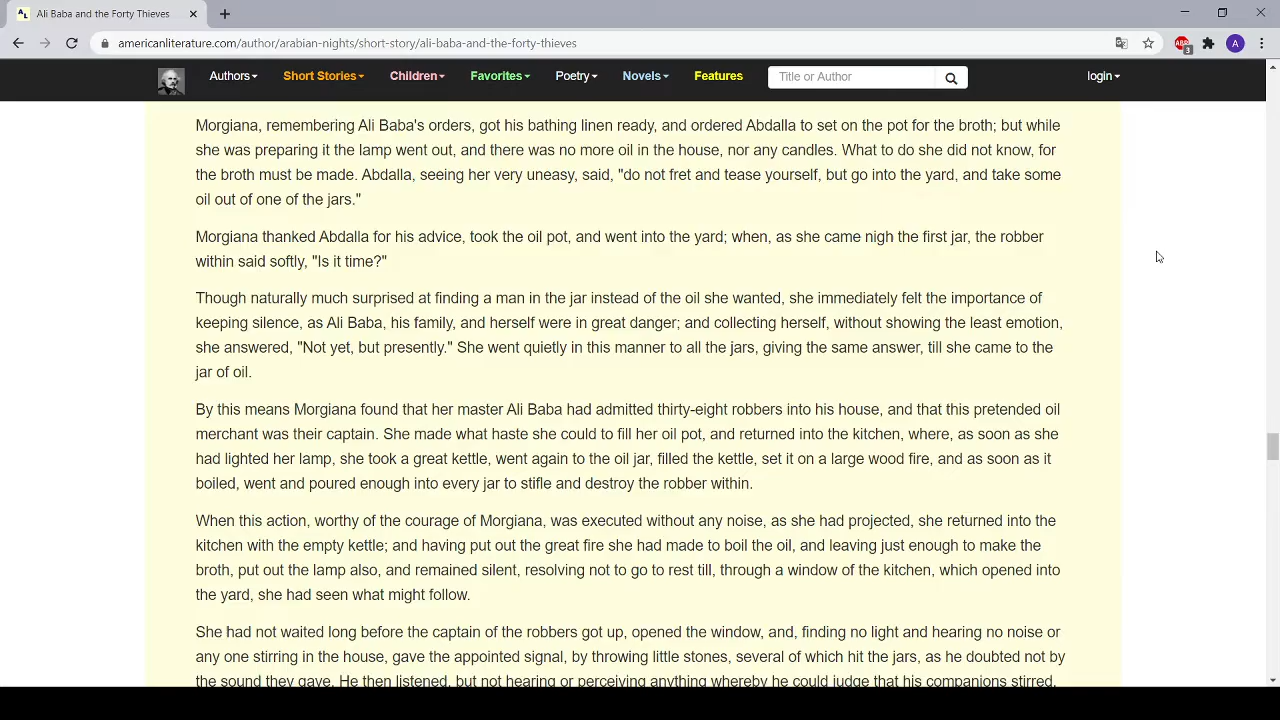 Ali Baba and the Forty Thieves
americanliterature.com/author/arabian-nights/short-story/ali-baba-and-the-forty-thieves
ABP
3
A
Authors
Short Stories
Children
Favorites
Poetry
Novels
Features
Title or Author
login
Morgiana, remembering Ali Baba's orders, got his bathing linen ready, and ordered Abdalla to set on the pot for the broth; but while
she was preparing it the lamp went out, and there was no more oil in the house, nor any candles. What to do she did not know, for
the broth must be made. Abdalla, seeing her very uneasy, said, "do not fret and tease yourself, but go into the yard, and take some
oil out of one of the jars."
Morgiana thanked Abdalla for his advice, took the oil pot, and went into the yard; when, as she came nigh the first jar, the robber
within said softly, "Is it time?"
Though naturally much surprised at finding a man in the jar instead of the oil she wanted, she immediately felt the importance of
keeping silence, as Ali Baba, his family, and herself were in great danger; and collecting herself, without showing the least emotion,
she answered, "Not yet, but presently." She went quietly in this manner to all the jars, giving the same answer, till she came to the
jar of oil.
By this means Morgiana found that her master Ali Baba had admitted thirty-eight robbers into his house, and that this pretended oil
merchant was their captain. She made what haste she could to fill her oil pot, and returned into the kitchen, where, as soon as she
had lighted her lamp, she took a great kettle, went again to the oil jar, filled the kettle, set it on a large wood fire, and as soon as it
boiled, went and poured enough into every jar to stifle and destroy the robber within.
When this action, worthy of the courage of Morgiana, was executed without any noise, as she had projected, she returned into the
kitchen with the empty kettle; and having put out the great fire she had made to boil the oil, and leaving just enough to make the
broth, put out the lamp also, and remained silent, resolving not to go to rest till, through a window of the kitchen, which opened into
the yard, she had seen what might follow.
She had not waited long before the captain of the robbers got up, opened the window, and, finding no light and hearing no noise or
any one stirring in the house, gave the appointed signal, by throwing little stones, several of which hit the jars, as he doubted not by
the sound they gave. He then listened, but not hearing or perceiving anything whereby he could judge that his companions stirred,